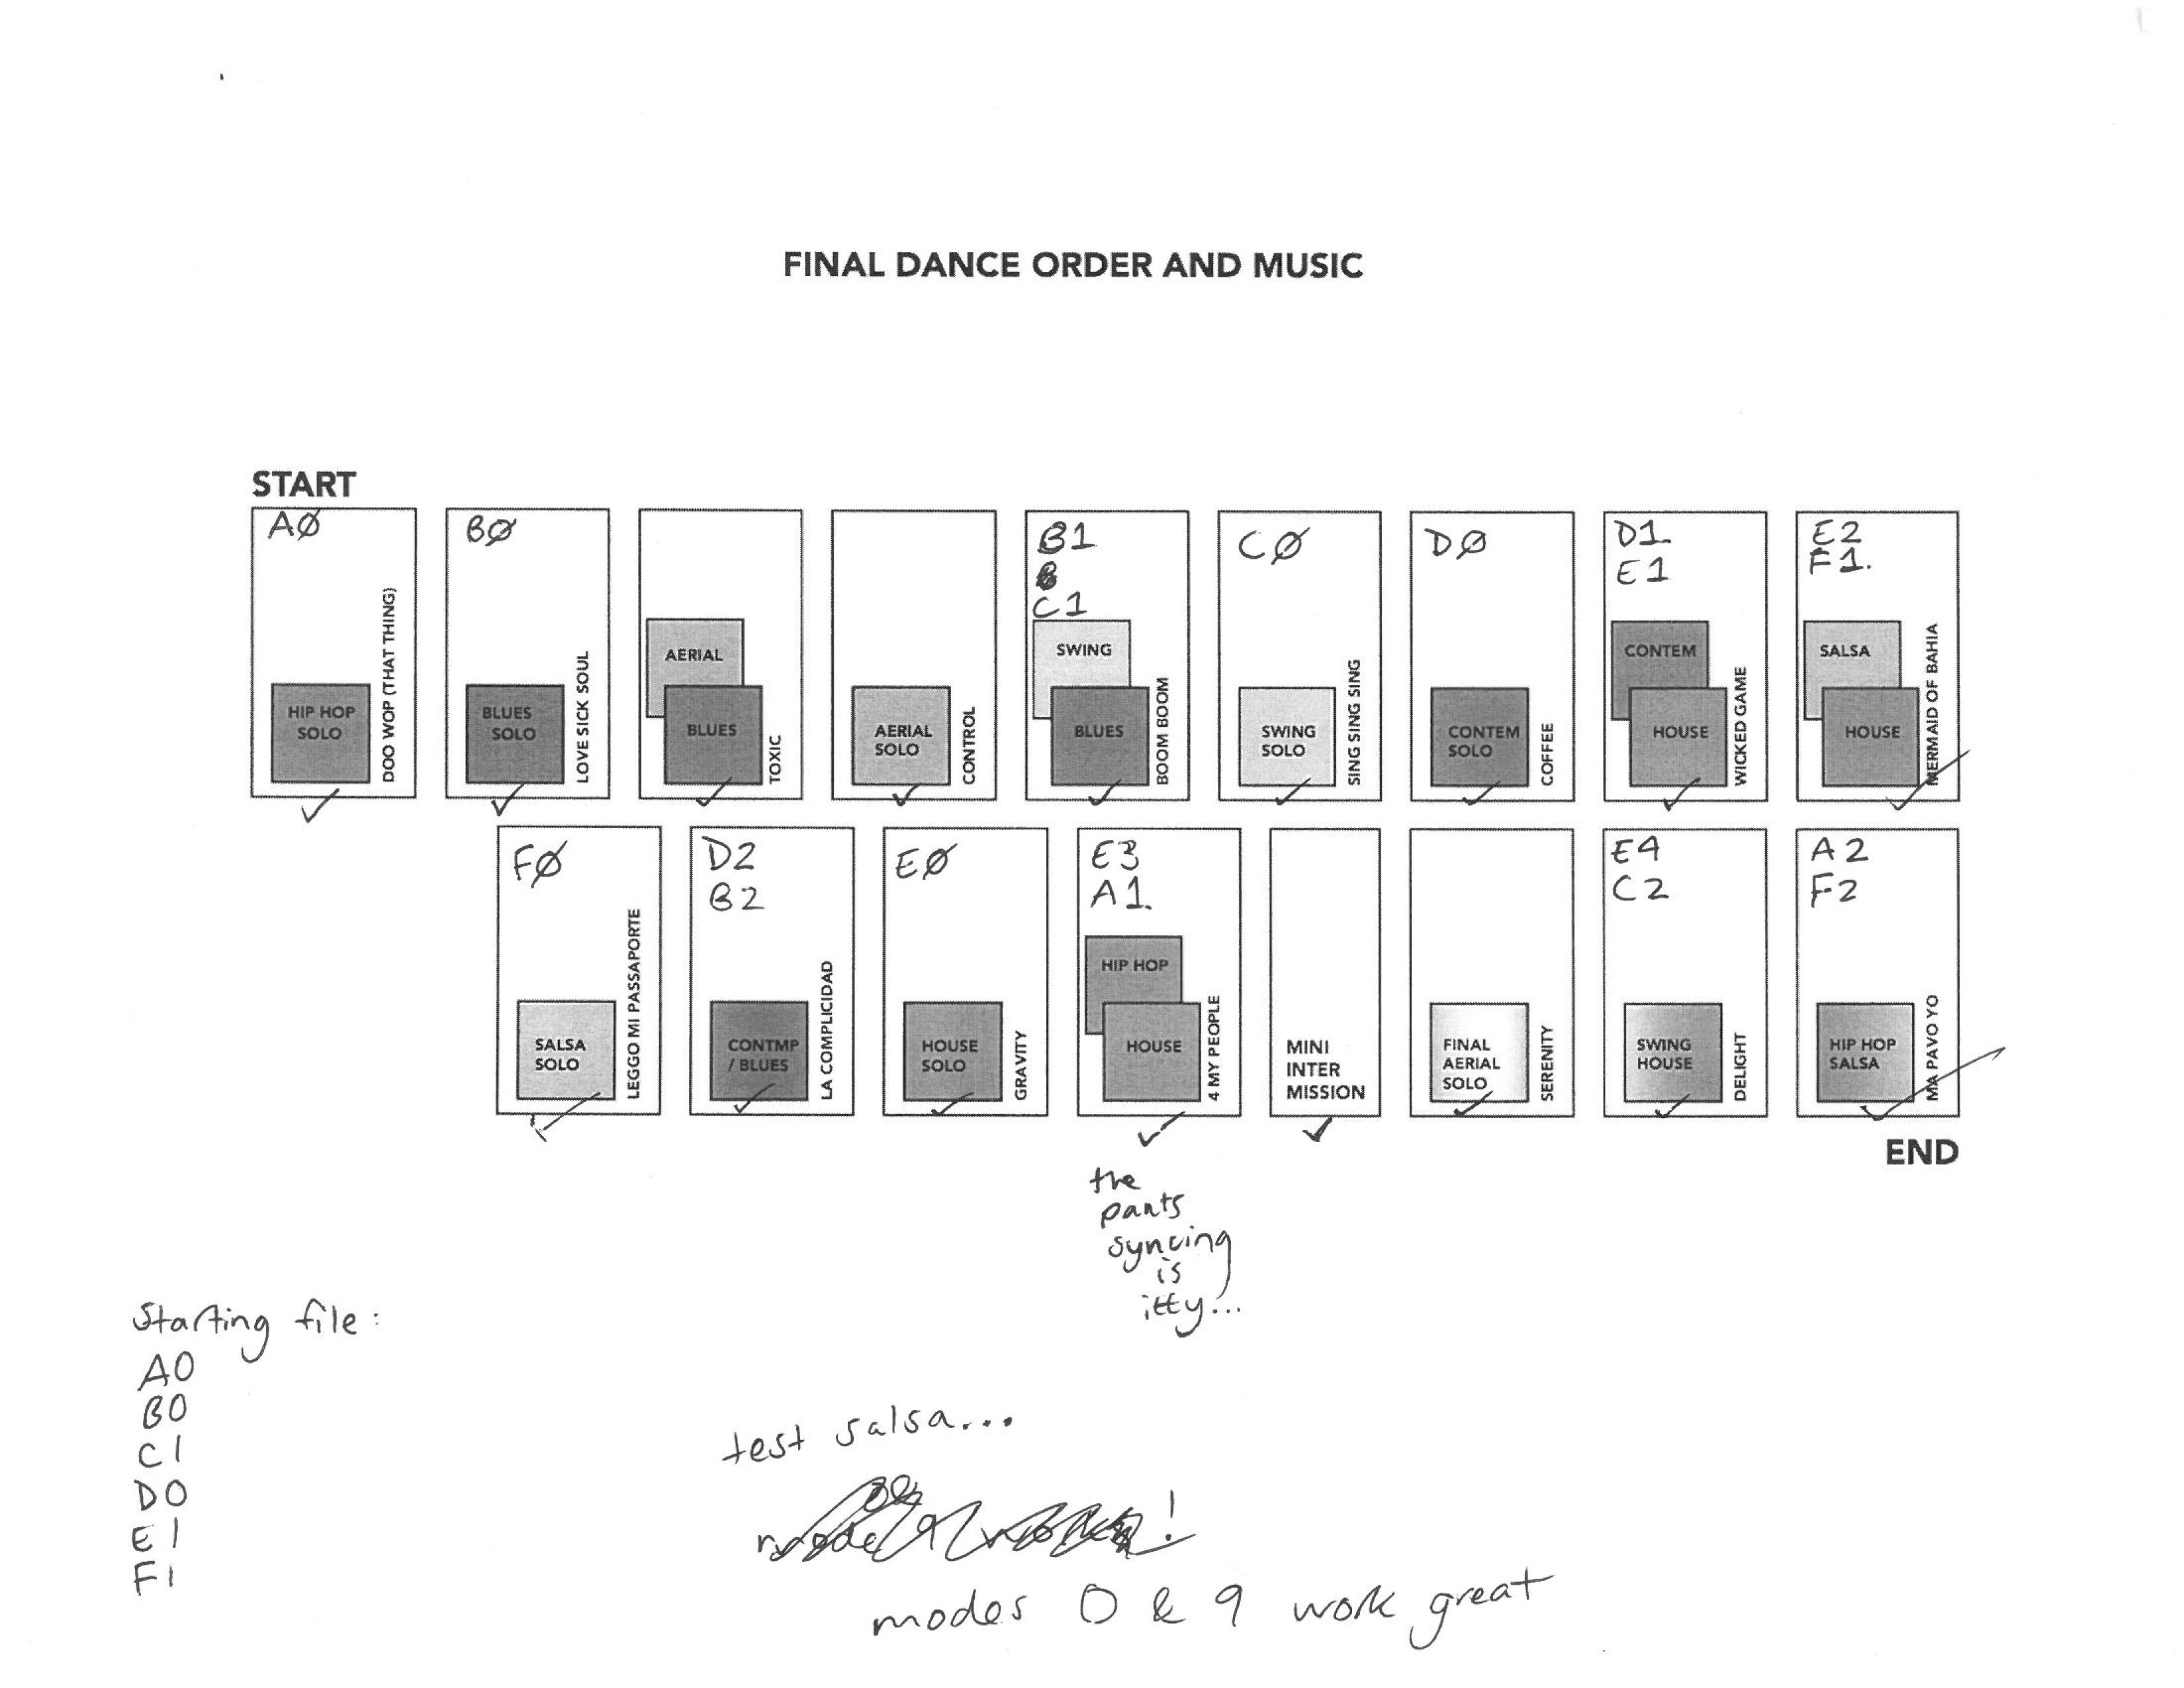 FINAL DANCE ORDER AND MUSIC
START
AØ
HIP HOP
SOLO
DOO WOP (THAT THING)
BØ
BLUES
SOLO
LOVE SICK SOUL
AERIAL
BLUES
TOXIC
AERIAL
SOLO
CONTROL
B1
C1
SWING
BLUES
BOOM BOOM
CØ
SWING
SOLO
SING SING SING
DØ
CONTEM
SOLO
COFFEE
D1
E1
CONTEM
HOUSE
WICKED GAME
E2
F1.
SALSA
HOUSE
MERMAID OF BAHIA
FØ
SALSA
SOLO
LEGGO MI PASSAPORTE
D2
B2
CONTMP
/ BLUES
LA COMPLICIDAD
EØ
HOUSE
SOLO
GRAVITY
E3
A1.
HIP HOP
HOUSE
4 MY PEOPLE
MINI
INTER
MISSION
FINAL
AERIAL
SOLO
SERENITY
E4
C2
SWING
HOUSE
DELIGHT
A2
F2
HIP HOP
SALSA
MA PAVO YO
END
the
pants
syncing
is
itty...
Starting file:
A0
B0
C1
D0
E1
F1
test salsa...
modes 0 & 9 work great